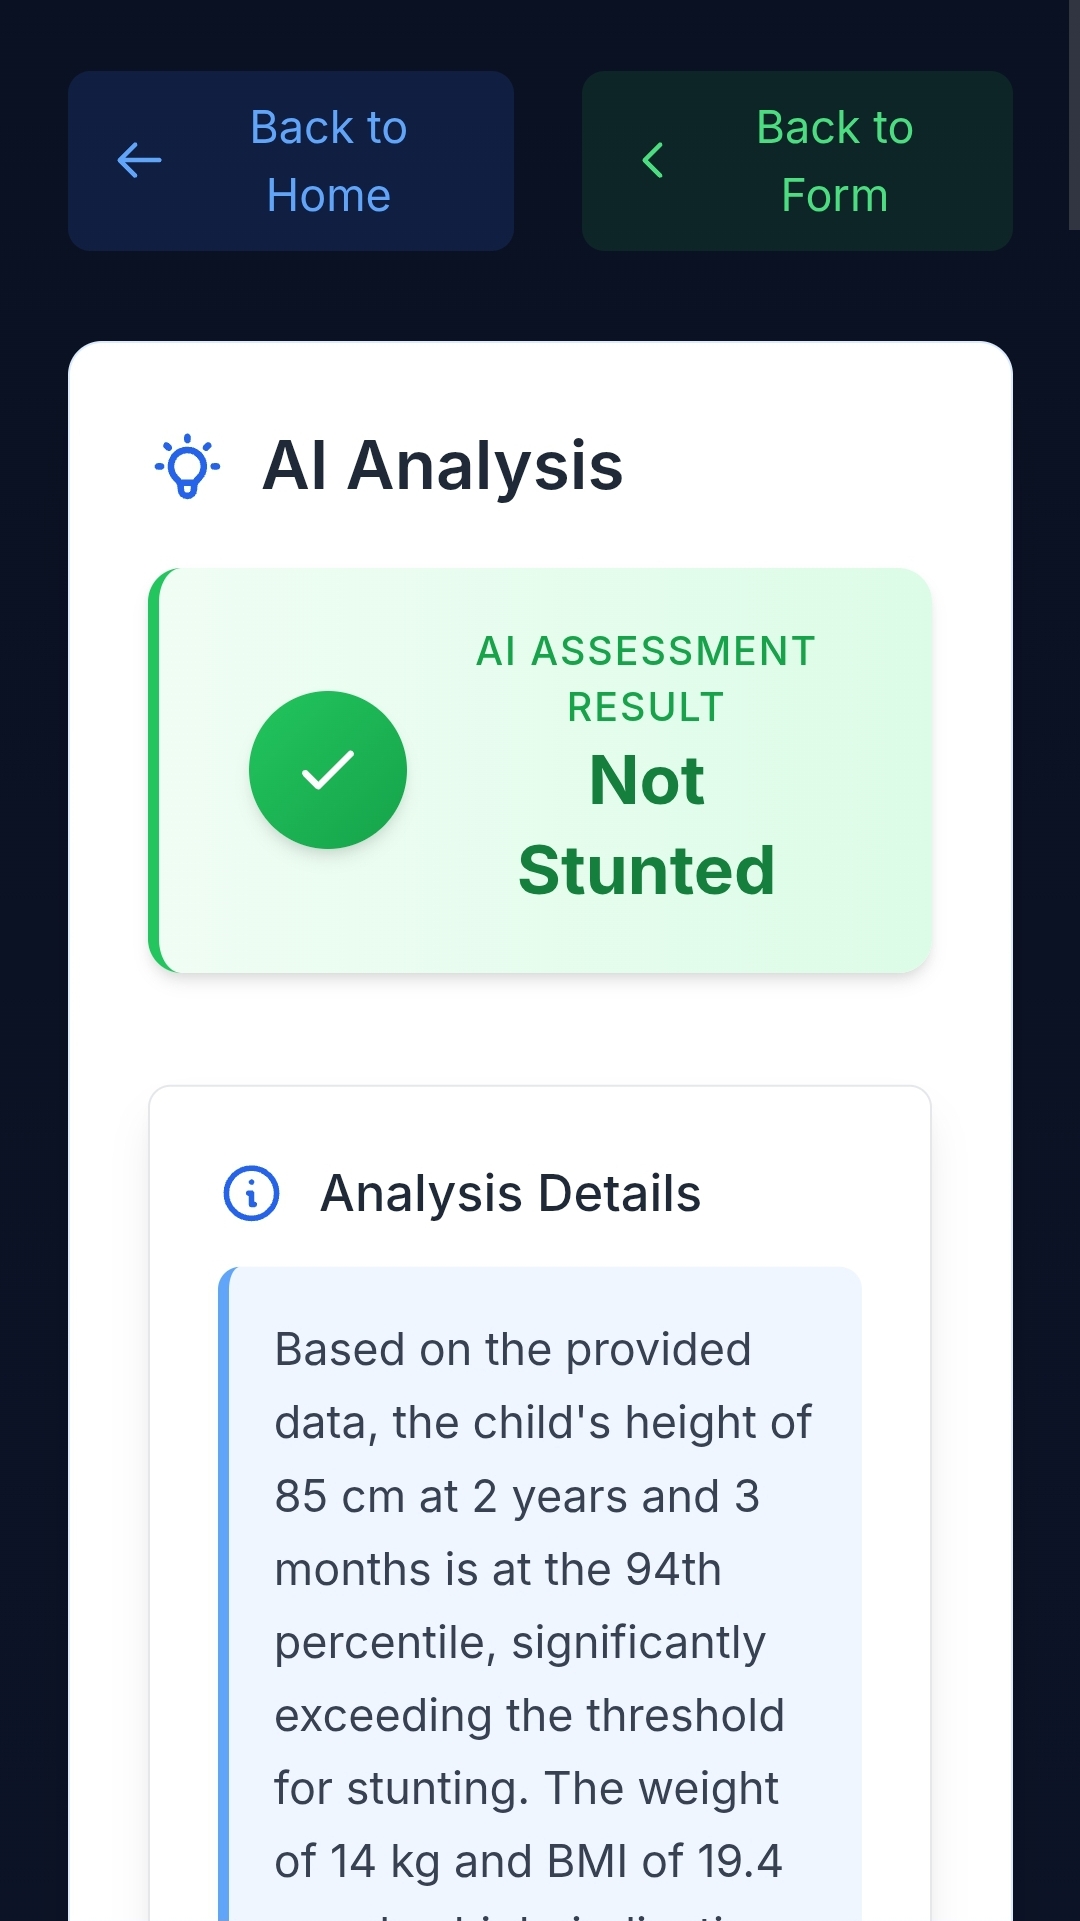 Back to
Home
Back to
Form
AI Analysis
AI ASSESSMENT
RESULT
Not
Stunted
Analysis Details
Based on the provided
data, the child's height of
85 cm at 2 years and 3
months is at the 94th
percentile, significantly
exceeding the threshold
for stunting. The weight
of 14 kg and BMI of 19.4